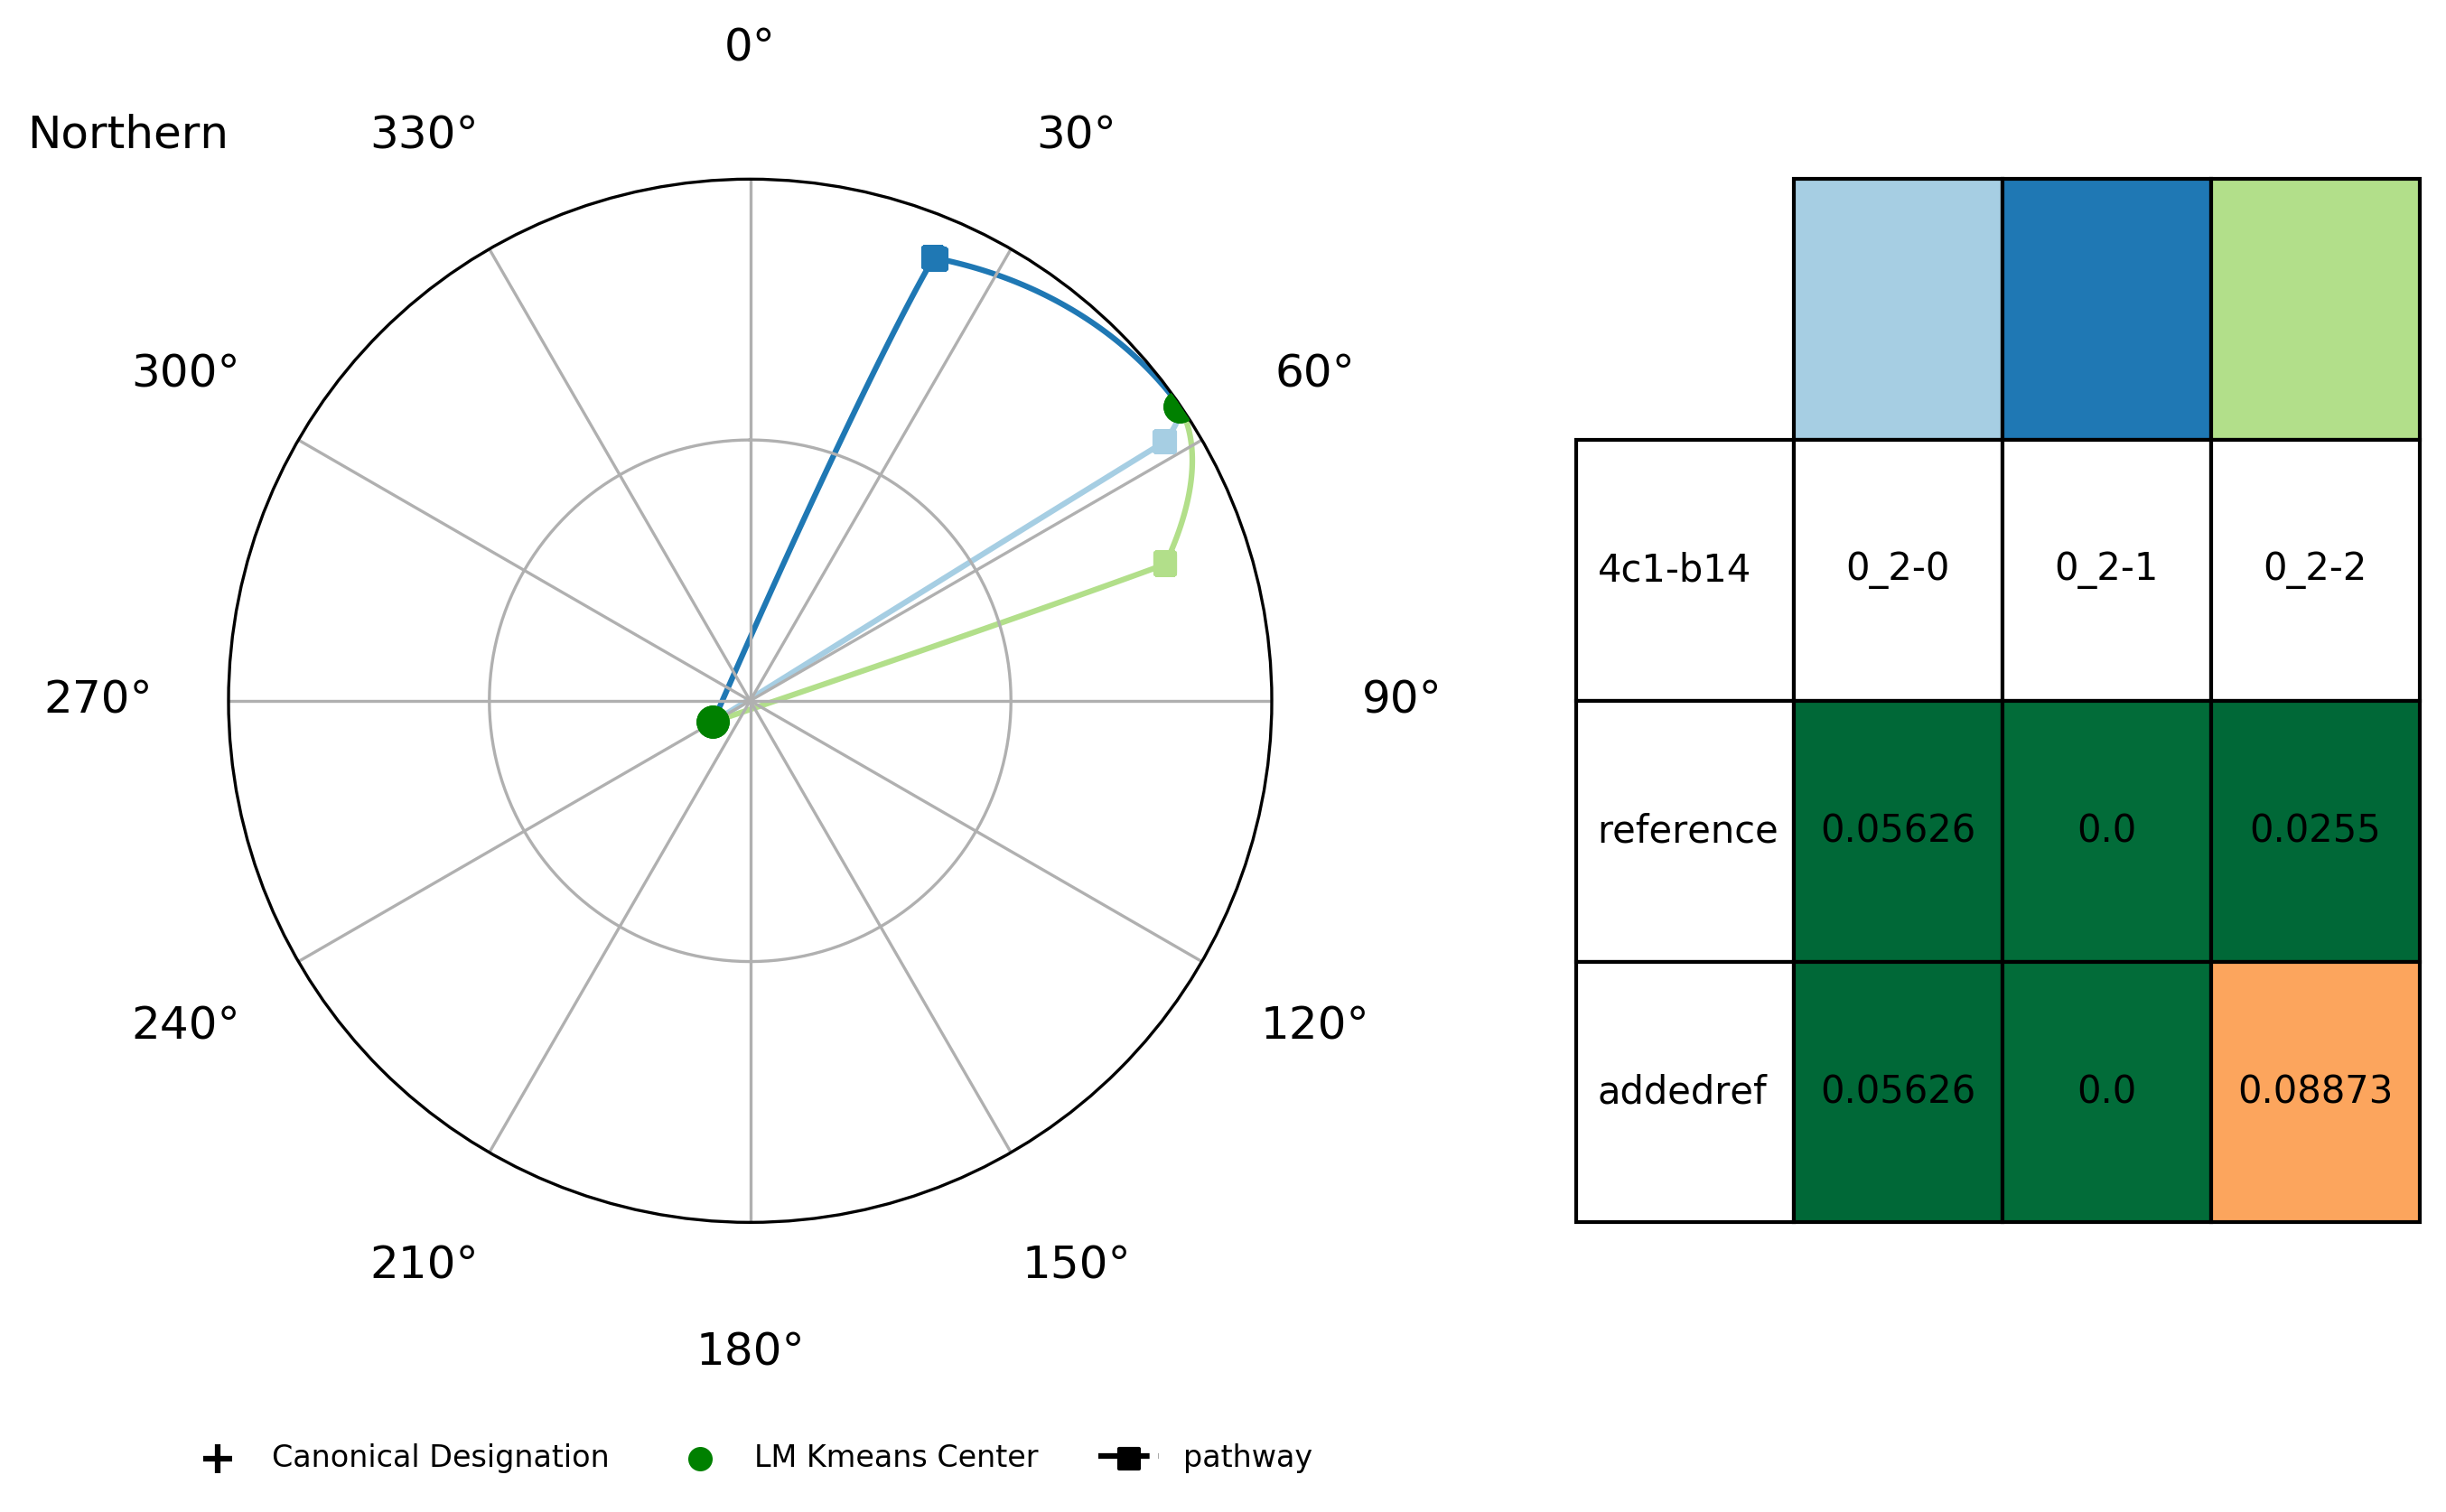 0°
Northern 330° 30°
300° 60°
270° 90°
240° 120°
210° 150°
180°
Canonical Designation LM Kmeans Center pathway
4c1-b14 0_2-0 0_2-1 0_2-2
reference 0.05626 0.0 0.0255
addedref 0.05626 0.0 0.08873